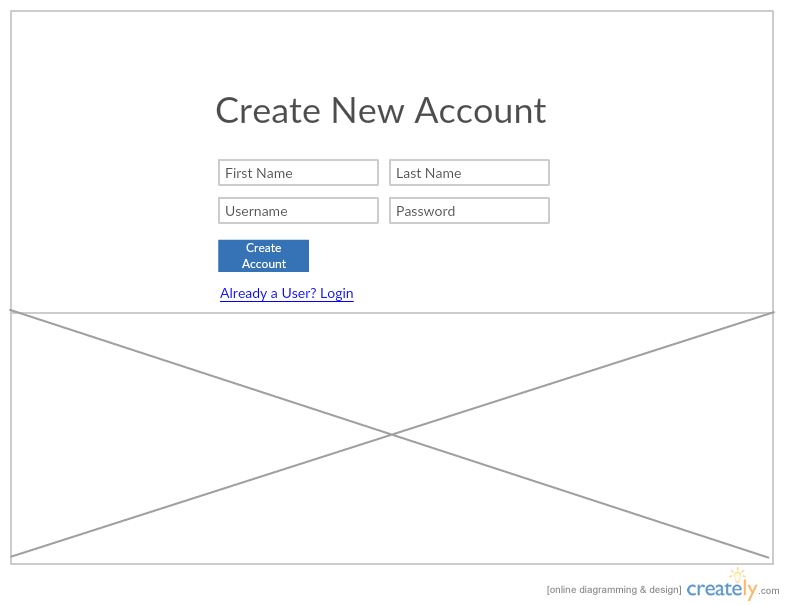 Create New Account
First Name Last Name
Username Password
Create
Account
Already a User? Login
[online diagramming & design] creately.com